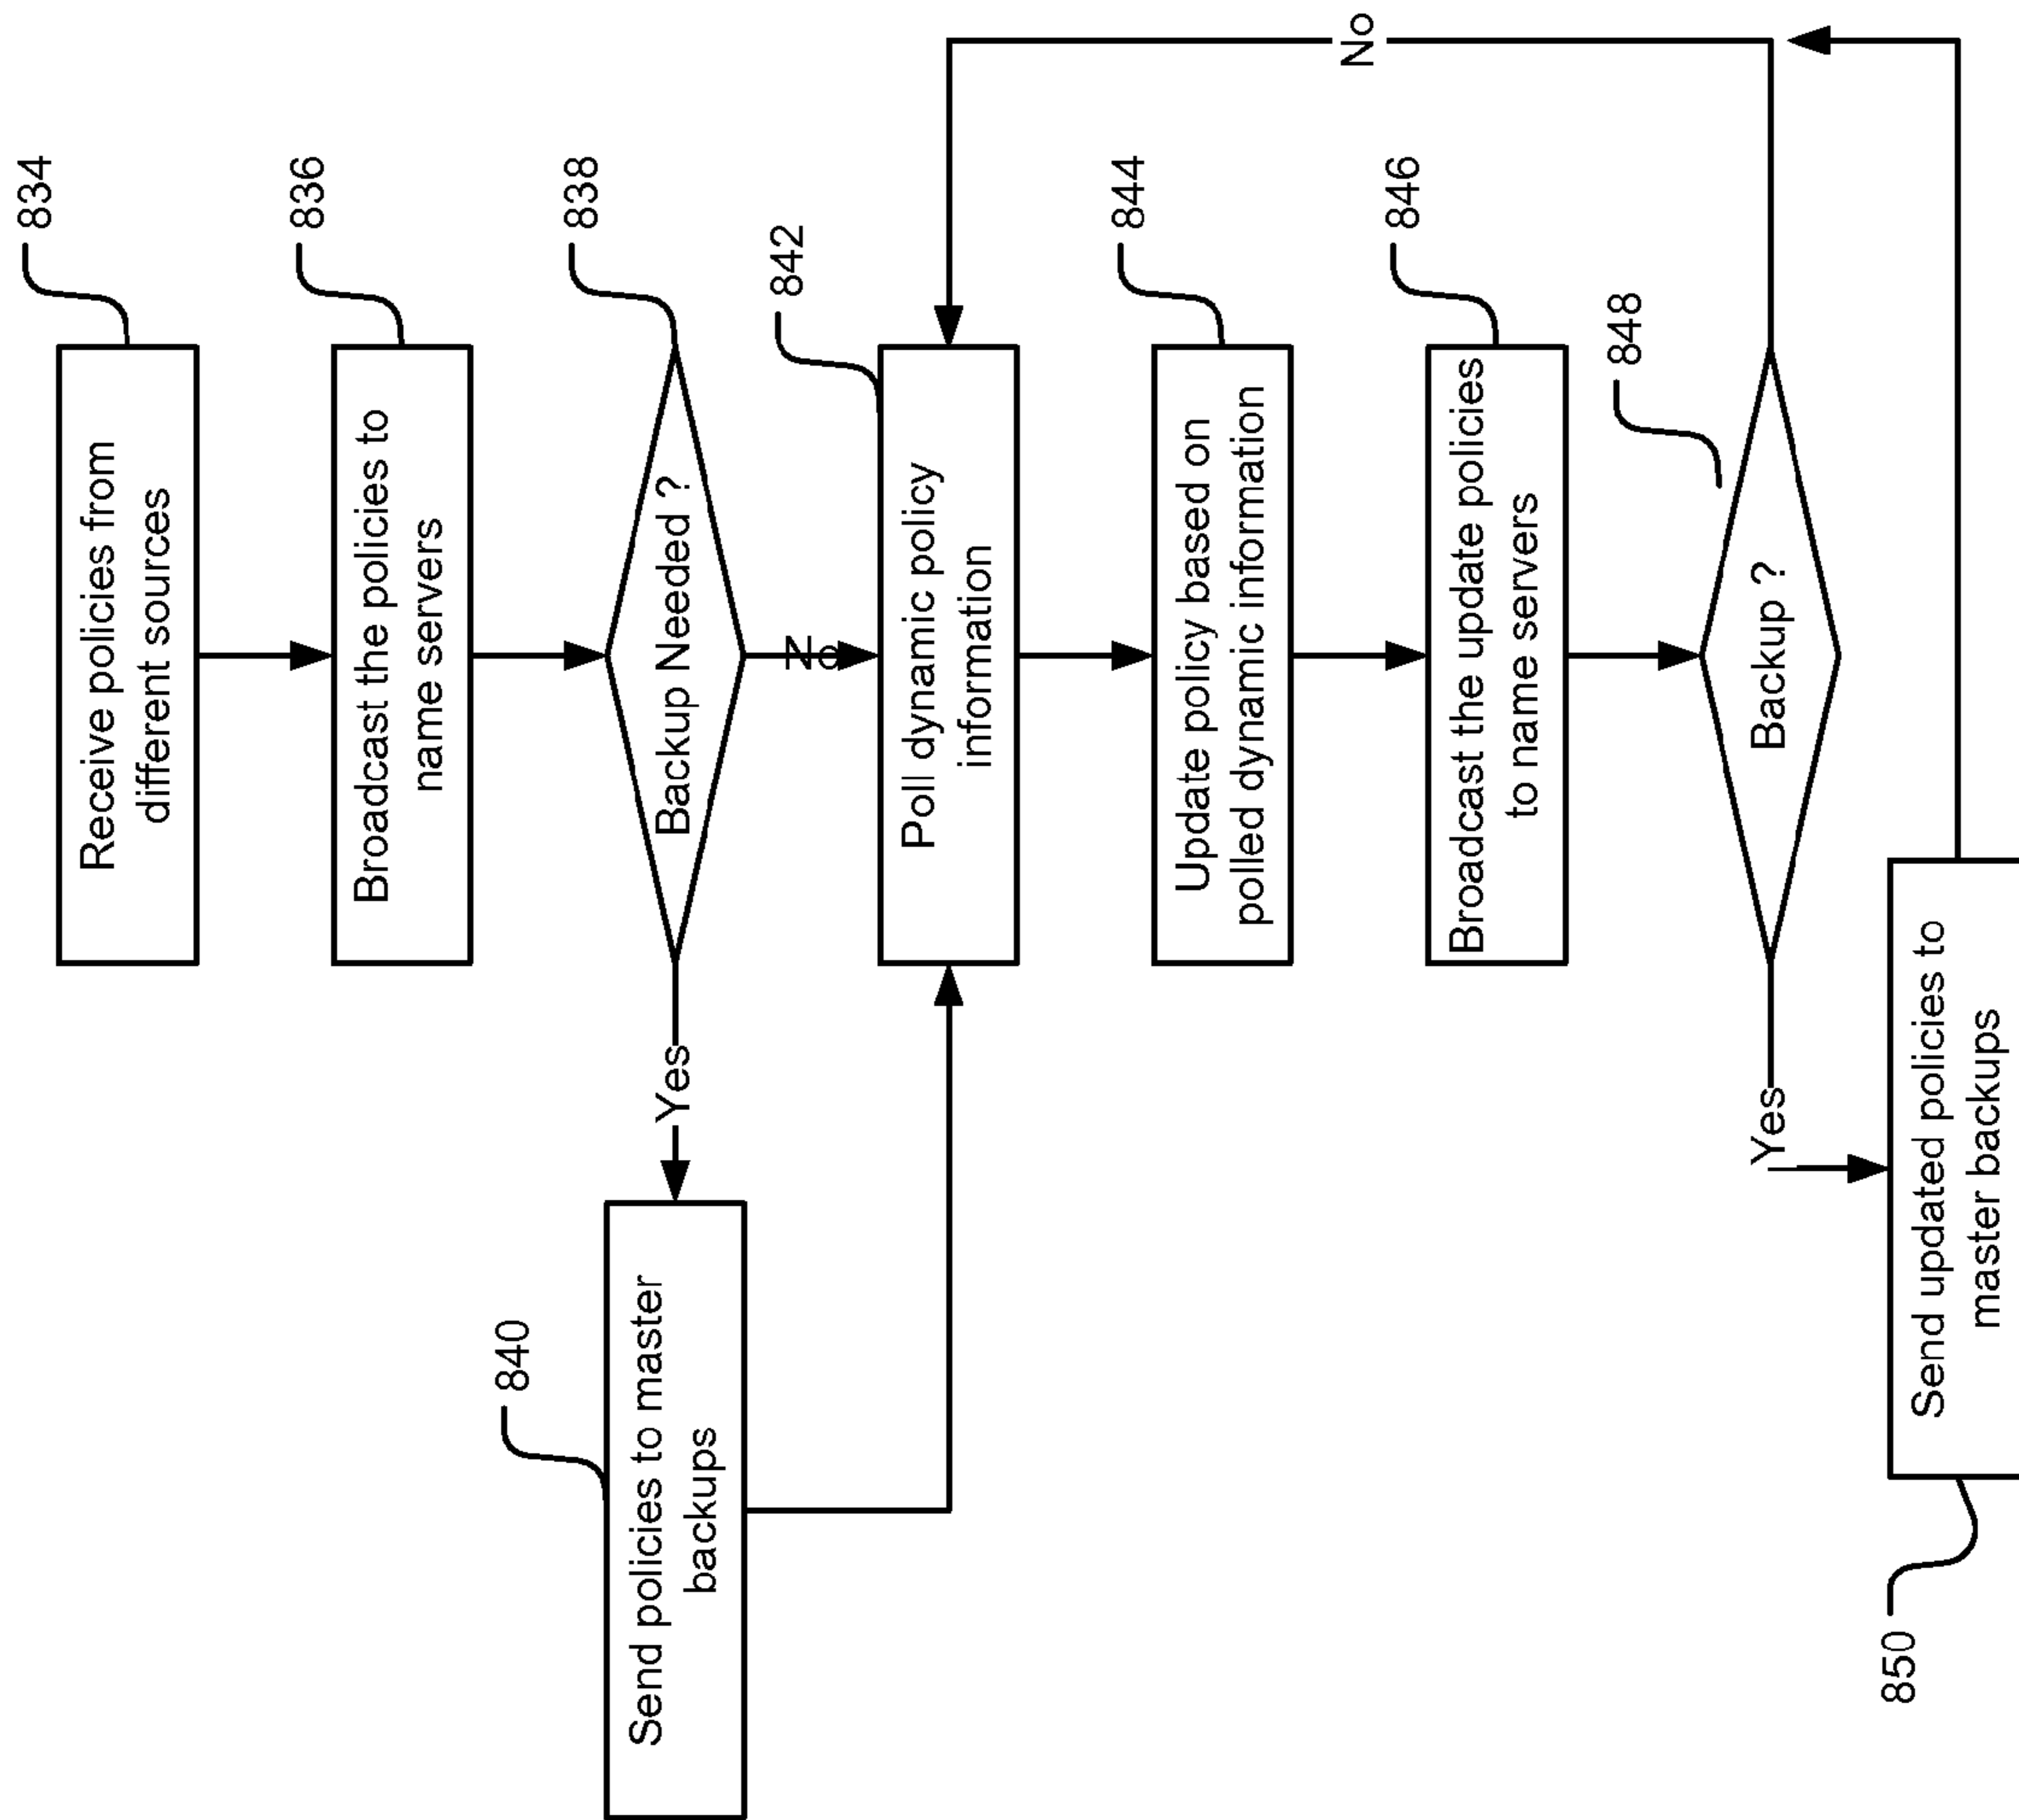 834
Receive policies from
different sources
836
Broadcast the policies to
name servers
838
Backup Needed ?
Yes
No
840
Send policies to master
backups
842
Poll dynamic policy
information
844
Update policy based on
polled dynamic information
846
Broadcast the update policies
to name servers
848
Backup ?
No
Yes
850
Send updated policies to
master backups